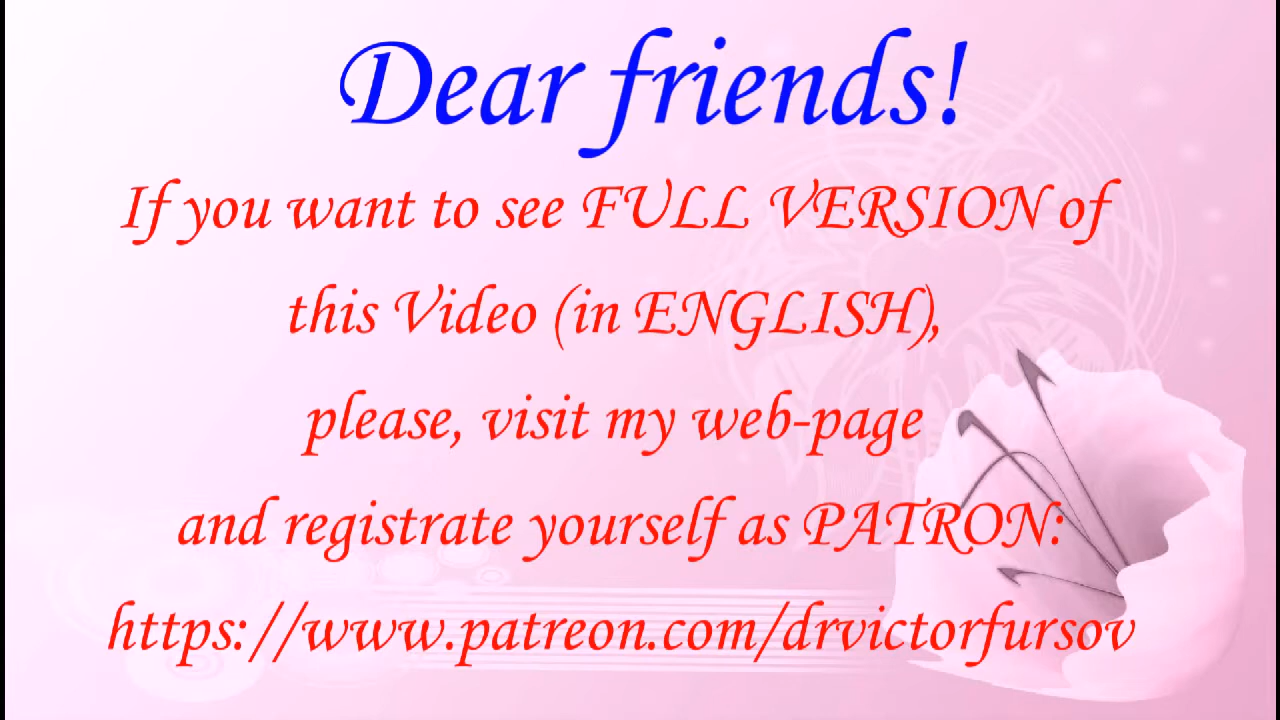 Dear friends!
If you want to see FULL VERSION of
this Video (in ENGLISH),
please, visit my web-page
and registrate yourself as PATRON:
https://www.patreon.com/drvictorfursov